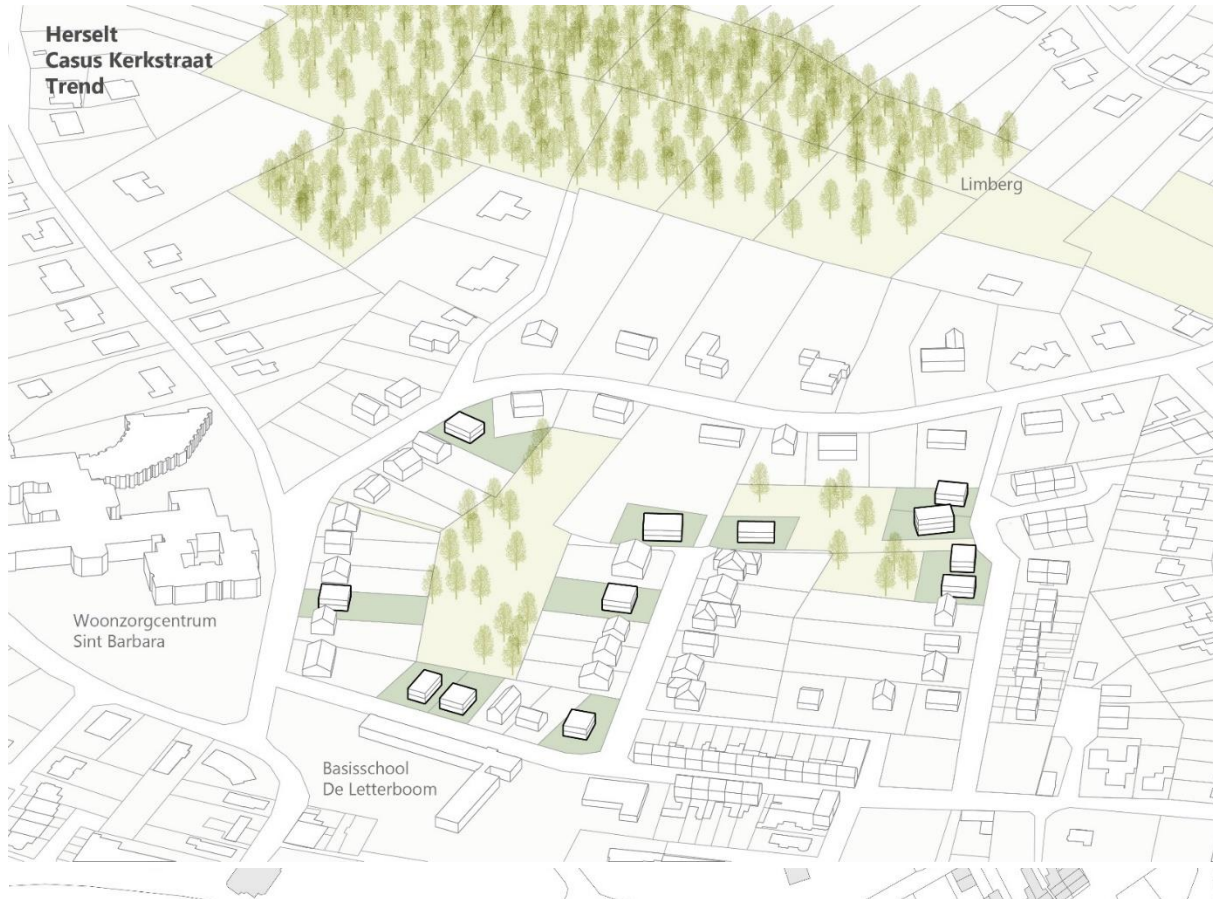 Herselt
Casus Kerkstraat
Trend
Limberg
Woonzorgcentrum
Sint Barbara
Basisschool
De Letterboom